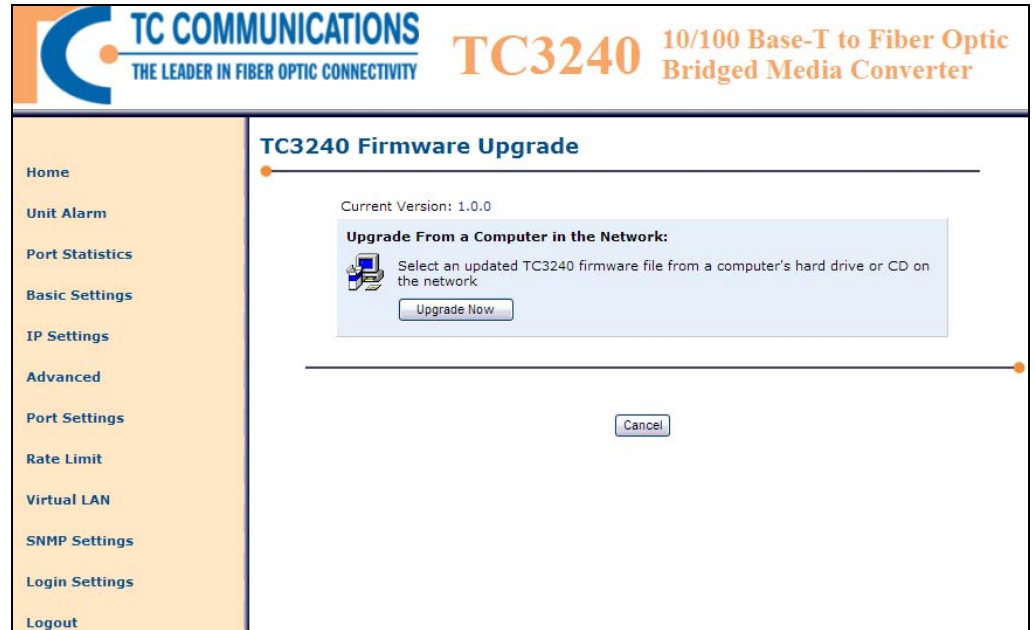 TC COMMUNICATIONS
THE LEADER IN FIBER OPTIC CONNECTIVITY
TC3240
10/100 Base-T to Fiber Optic
Bridged Media Converter
Home
Unit Alarm
Port Statistics
Basic Settings
IP Settings
Advanced
Port Settings
Rate Limit
Virtual LAN
SNMP Settings
Login Settings
Logout
TC3240 Firmware Upgrade
Current Version: 1.0.0
Upgrade From a Computer in the Network:
Select an updated TC3240 firmware file from a computer's hard drive or CD on
the network
Upgrade Now
Cancel